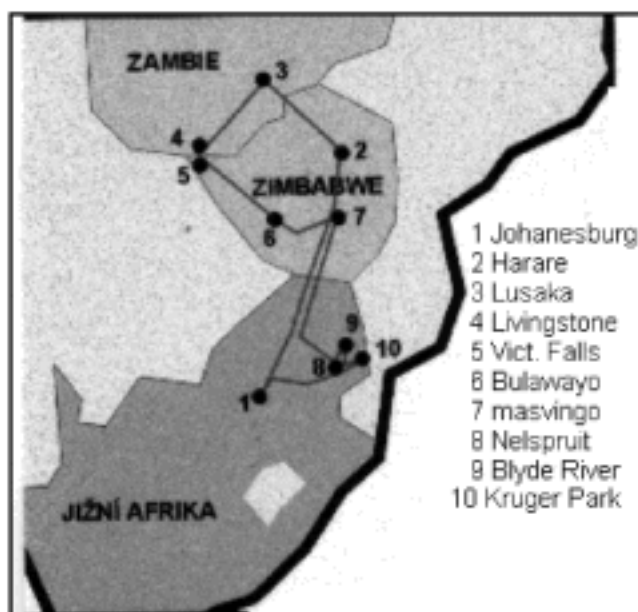 ZAMBIE
3
4
2
5
ZIMBABWE
6
7
9
10
8
1
JIŽNÍ AFRIKA
1 Johanesburg
2 Harare
3 Lusaka
4 Livingstone
5 Vict. Falls
6 Bulawayo
7 masvingo
8 Nelspruit
9 Blyde River
10 Kruger Park